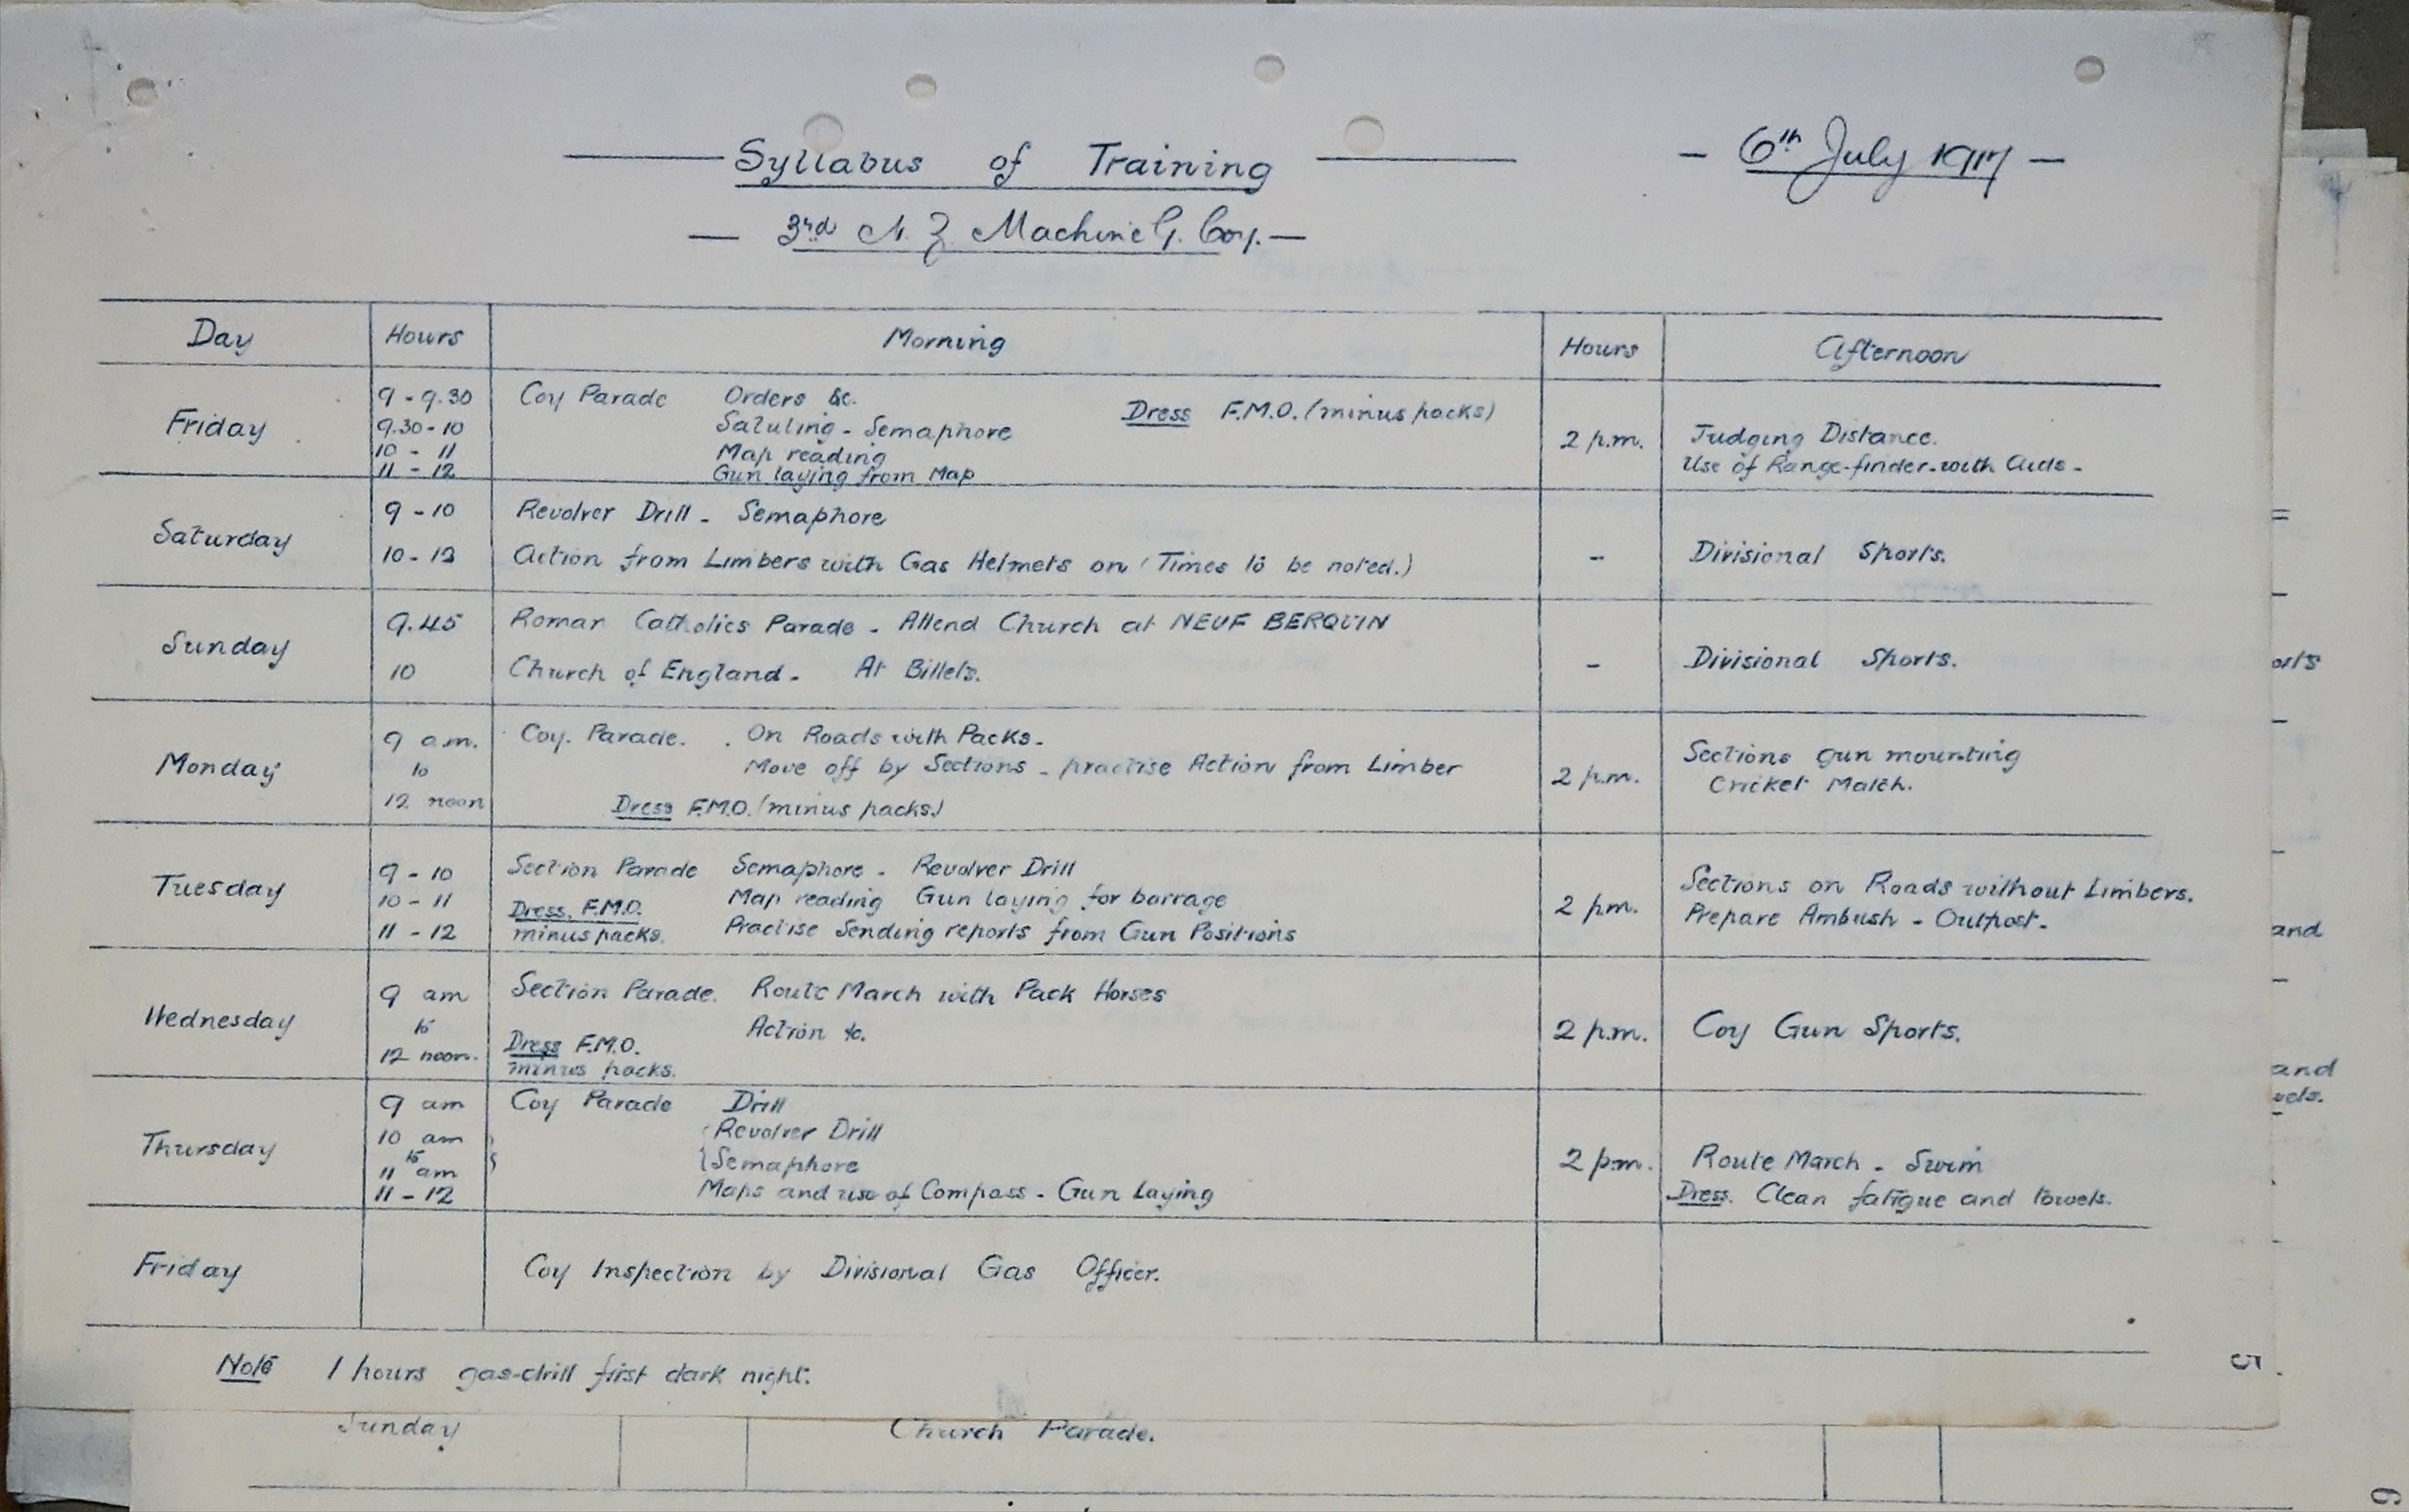 Syllabus of Training
- 6th July 1917 -
- 3rd N.Z. Machine G. Coy. -
Day Hours Morning Hours Afternoon
Friday
9 - 9.30 Coy Parade Orders &c.
9.30 - 10 Saluting - Semaphore
10 - 11 Map reading
11 - 12 Gun laying from Map
Dress F.M.O. (minus packs)
2 p.m. Judging Distance.
Use of Range-finder - with Aids -
Saturday
9 - 10 Revolver Drill - Semaphore
10 - 12 Action from Limbers with Gas Helmets on (Times to be noted.)
- Divisional Sports.
Sunday
9.45 Roman Catholics Parade - Attend Church at NEUF BERQUIN
10 Church of England - At Billets.
- Divisional Sports.
Monday
9 a.m. Coy. Parade. On Roads with Packs -
to Move off by Sections - practise Action from Limber
12 noon Dress F.M.O. (minus packs)
2 p.m. Sections gun mounting
Cricket Match.
Tuesday
9 - 10 Section Parade Semaphore - Revolver Drill
10 - 11 Map reading Gun laying for barrage
11 - 12 Practise Sending reports from Gun Positions
Dress. F.M.O.
minus packs.
2 p.m. Sections on Roads without Limbers.
Prepare Ambush - Outpost -
Wednesday
9 am Section Parade. Route March with Pack Horses
to Action &c.
12 noon. Dress F.M.O.
minus packs.
2 p.m. Coy Gun Sports.
Thursday
9 am Coy Parade Drill
10 am Revolver Drill
to Semaphore
11 am
11 - 12 Maps and use of Compass - Gun Laying
2 p.m. Route March - Swim
Dress. Clean fatigue and towels.
Friday
Coy Inspection by Divisional Gas Officer.
Note 1 hours gas-drill first dark night.
5
Sunday Church Parade.
orts
and
and
wels.
6